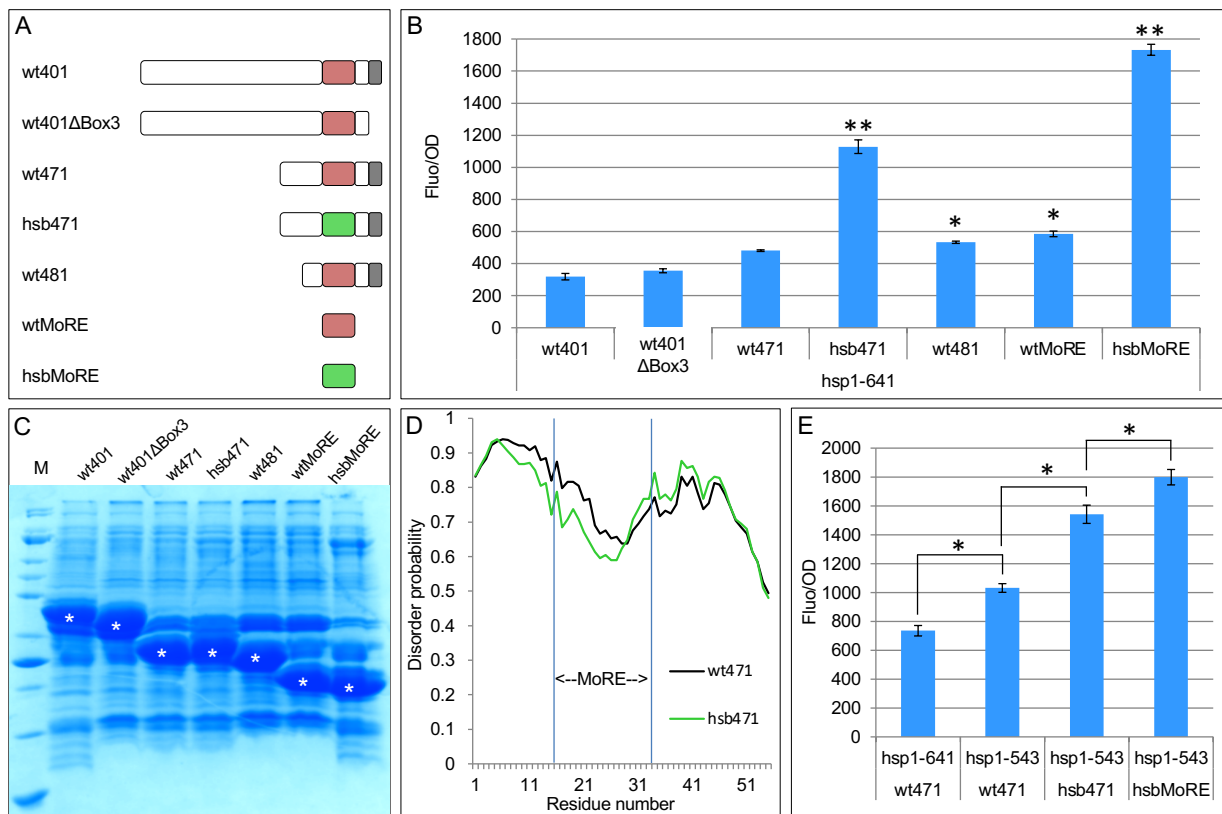 A
wt401
wt401ΔBox3
wt471
hsb471
wt481
wtMoRE
hsbMoRE
B
Fluo/OD
1800
1600
1400
1200
1000
800
600
400
200
0
** * * **
wt401 wt401 ΔBox3 wt471 hsb471 wt481 wtMoRE hsbMoRE
hsp1-641
C
M wt401 wt401ΔBox3 wt471 hsb471 wt481 wtMoRE hsbMoRE
* * * * * * *
D
Disorder probability
1
0.9
0.8
0.7
0.6
0.5
0.4
0.3
0.2
0.1
0
<--MoRE-->
wt471
hsb471
1 11 21 31 41 51
Residue number
E
Fluo/OD
2000
1800
1600
1400
1200
1000
800
600
400
200
0
* * *
hsp1-641 hsp1-543 hsp1-543 hsp1-543
wt471 wt471 hsb471 hsbMoRE